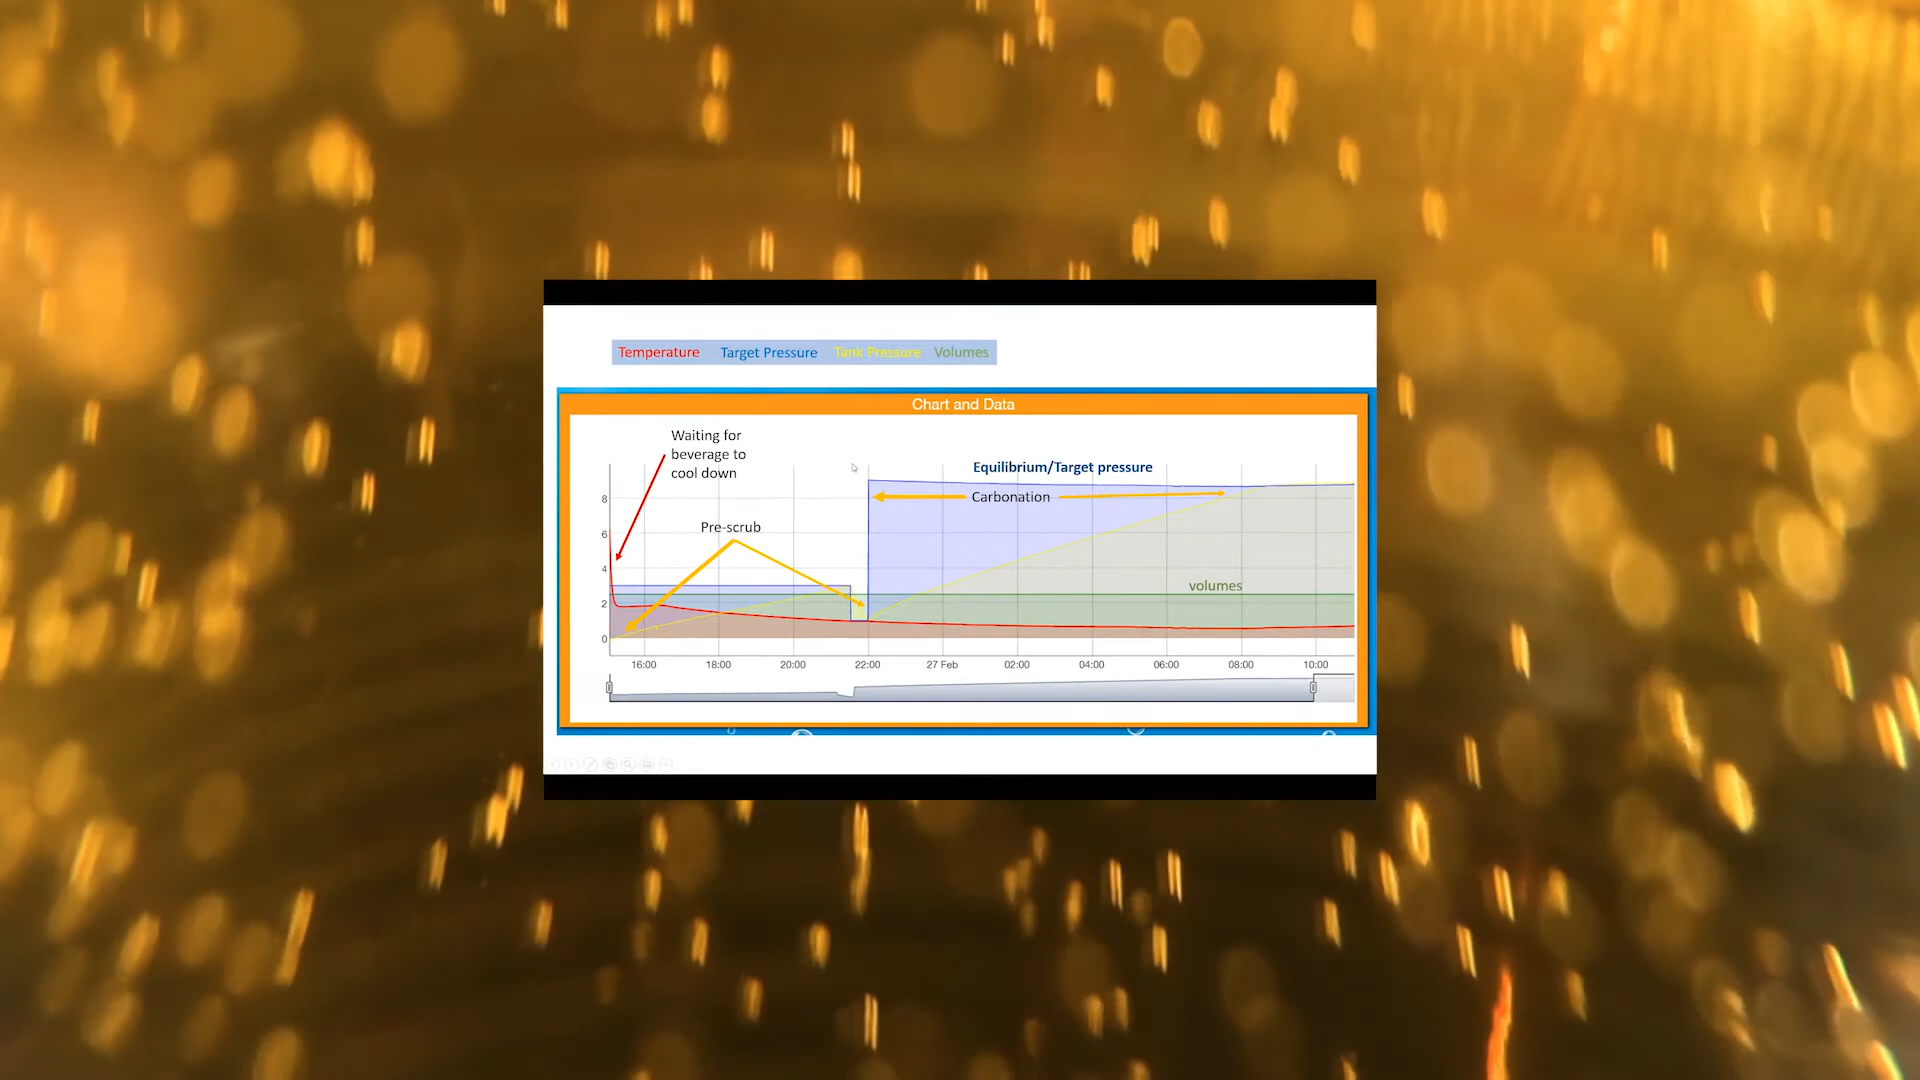 Temperature Target Pressure Tank Pressure Volumes
Chart and Data
Waiting for
beverage to
cool down
Equilibrium/Target pressure
Carbonation
Pre-scrub
volumes
8
6
4
2
0
16:00 18:00 20:00 22:00 27 Feb 02:00 04:00 06:00 08:00 10:00